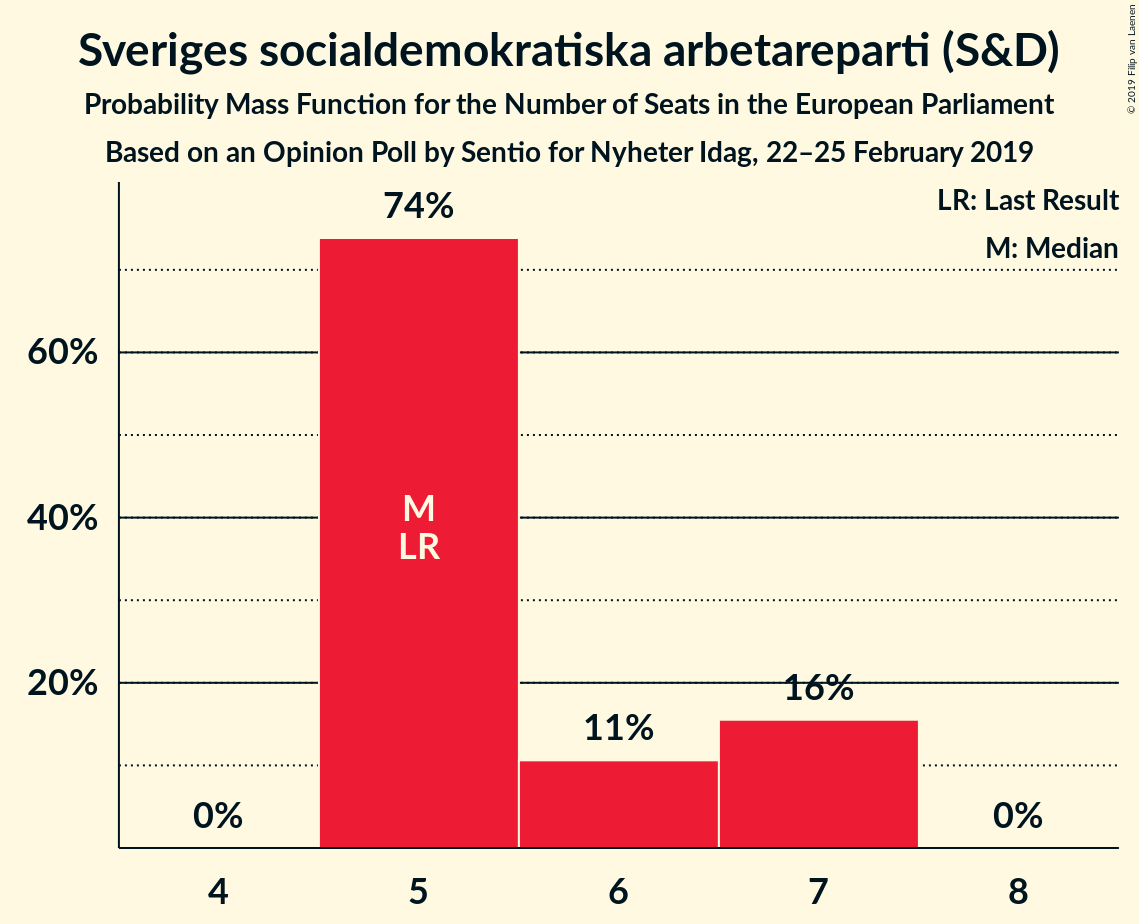 Sveriges socialdemokratiska arbetareparti (S&D)
Probability Mass Function for the Number of Seats in the European Parliament
Based on an Opinion Poll by Sentio for Nyheter Idag, 22–25 February 2019
© 2019 Filip van Laenen
LR: Last Result
M: Median
74%
60%
M
40%
LR
20%
16%
11%
0%
0%
4 5 6 7 8